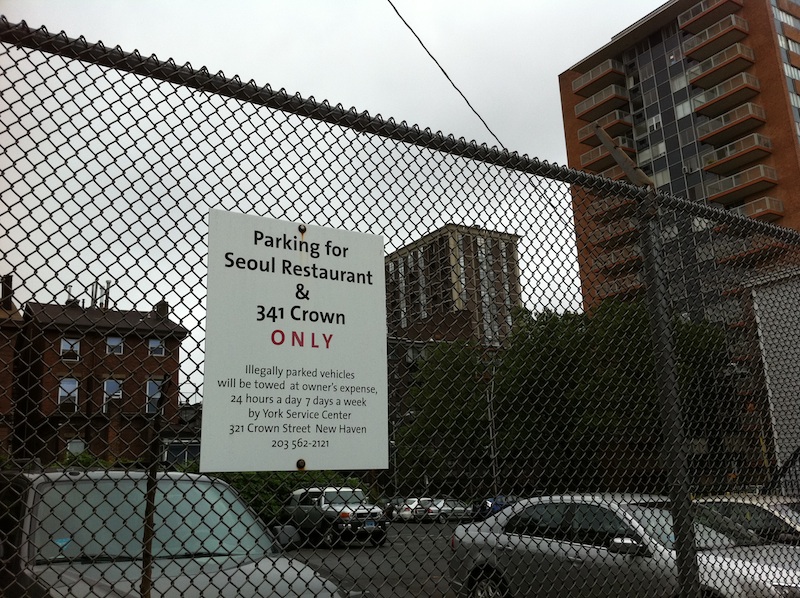 Parking for
Seoul Restaurant
&
341 Crown
ONLY
Illegally parked vehicles
will be towed at owner's expense,
24 hours a day 7 days a week
by York Service Center
321 Crown Street New Haven
203 562-2121